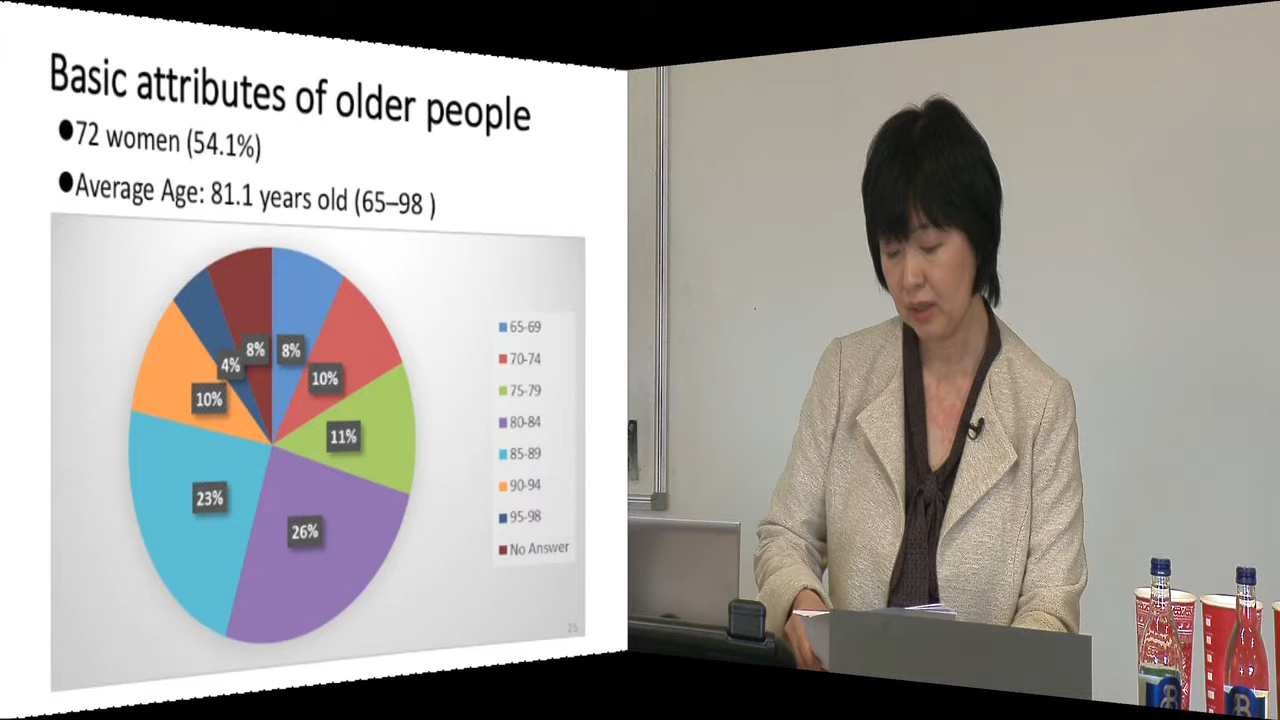 Basic attributes of older people
●72 women (54.1%)
●Average Age: 81.1 years old (65–98 )
8%
8%
4%
10%
10%
11%
23%
26%
65-69
70-74
75-79
80-84
85-89
90-94
95-98
No Answer
25
B
B